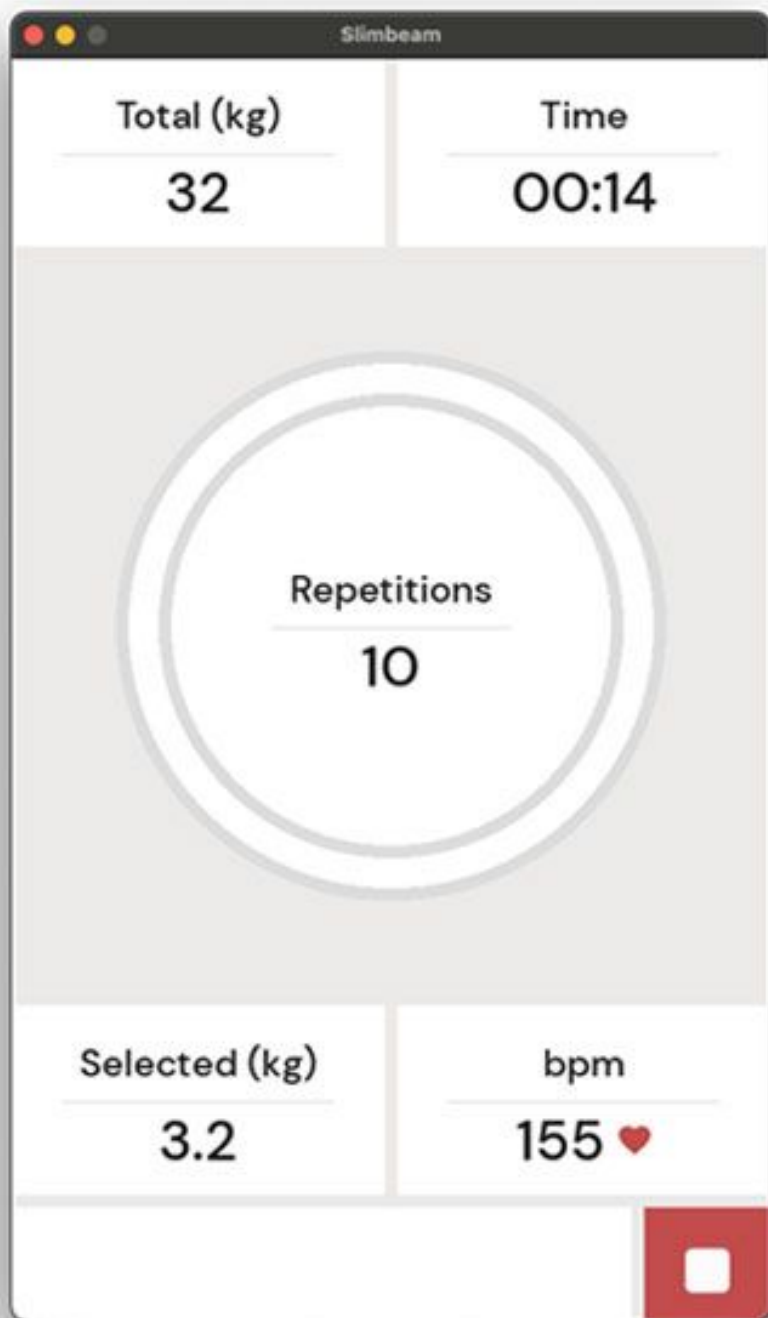 Slimbeam
Total (kg)
32
Time
00:14
Repetitions
10
Selected (kg)
3.2
bpm
155